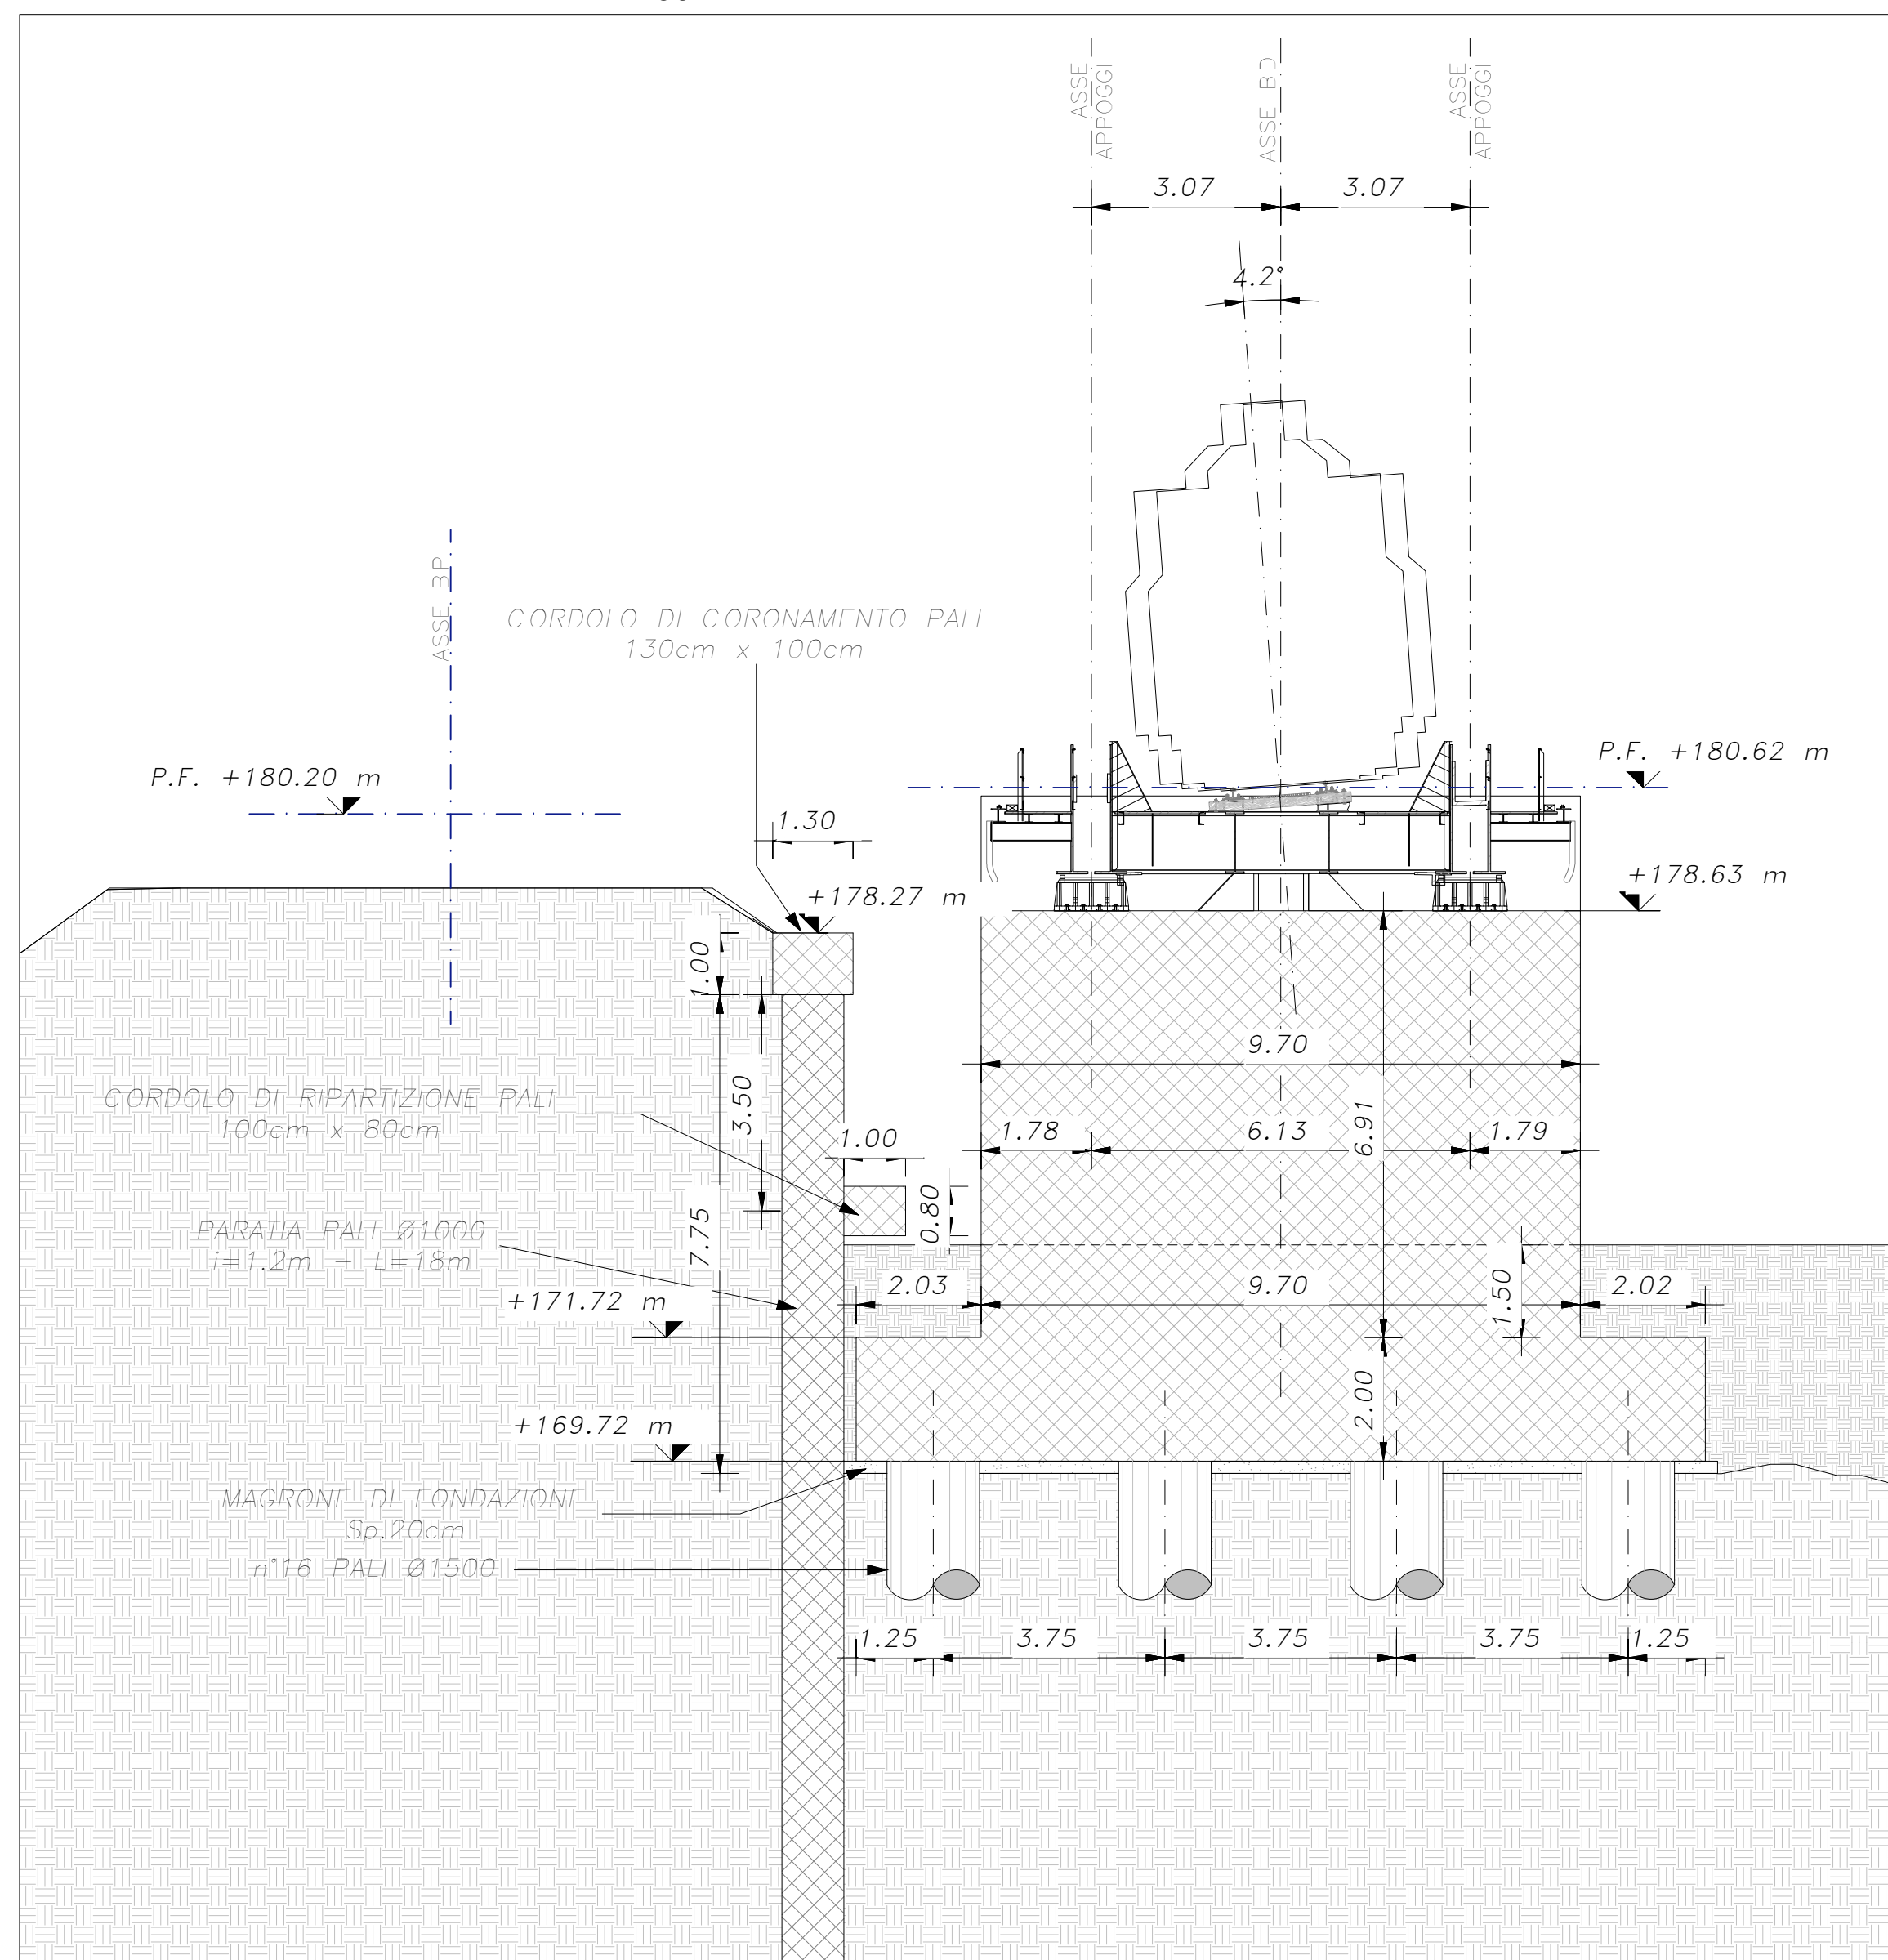 ASSE
APPOGGI
ASSE BD
ASSE
APPOGGI
3.07
3.07
4.2°
ASSE BP
CORDOLO DI CORONAMENTO PALI
130cm x 100cm
P.F. +180.62 m
P.F. +180.20 m
1.30
+178.63 m
+178.27 m
1.00
9.70
3.50
CORDOLO DI RIPARTIZIONE PALI
100cm x 80cm
1.00
1.78
6.13
6.91
1.79
0.80
7.75
PARATIA PALI Ø1000
i=1.2m - L=18m
2.03
9.70
1.50
2.02
+171.72 m
2.00
+169.72 m
MAGRONE DI FONDAZIONE
Sp.20cm
n°16 PALI Ø1500
1.25
3.75
3.75
3.75
1.25